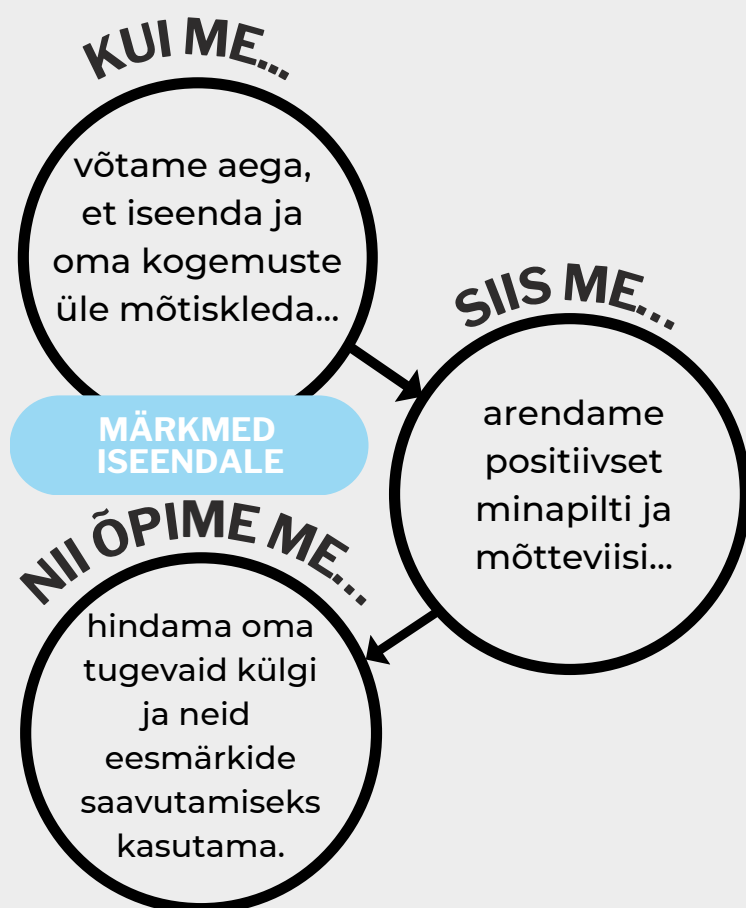 KUI ME...
võtame aega,
et iseenda ja
oma kogemuste
üle mõtiskleda...
SIIS ME...
arendame
positiivset
minapilti ja
mõtteviisi...
MÄRKMED
ISEENDALE
NII ÕPIME ME...
hindama oma
tugevaid külgi
ja neid
eesmärkide
saavutamiseks
kasutama.